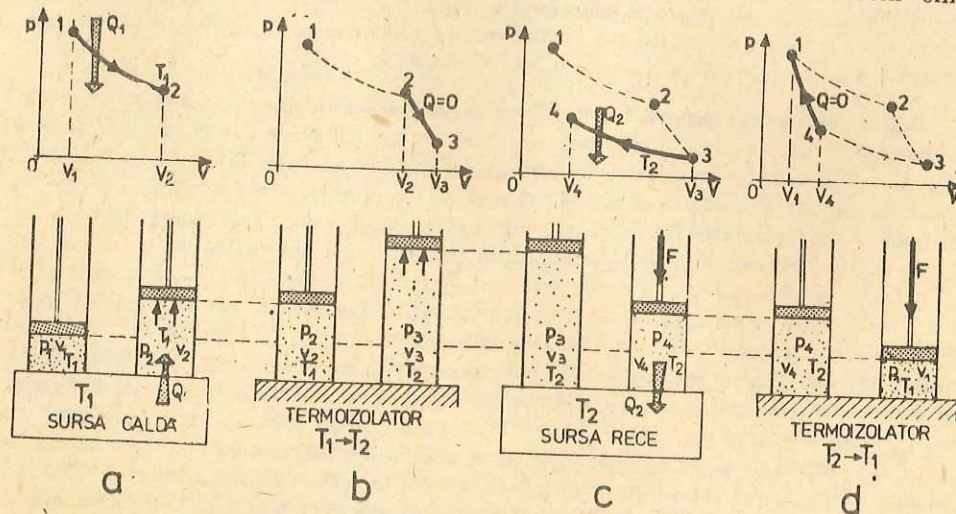 p
1
Q₁
T₁
2
0
V₁
V₂
V
p
1
2
Q=0
3
0
V₂
V₃
V
p
1
2
4
Q₂
T₂
3
0
V₄
V₃
V
p
1
Q=0
2
4
3
0
V₁
V₄
V
p₁ V₁
T₁
T₁
p₂ V₂
Q₁
T₁
SURSA CALDĂ
a
p₂
V₂
T₁
p₃
V₃
T₂
TERMOIZOLATOR
T₁→T₂
b
p₃
V₃
T₂
F
p₄
V₄ T₂
Q₂
T₂
SURSA RECE
c
p₄
V₄ T₂
F
p₁ V₁
T₁
TERMOIZOLATOR
T₂→T₁
d